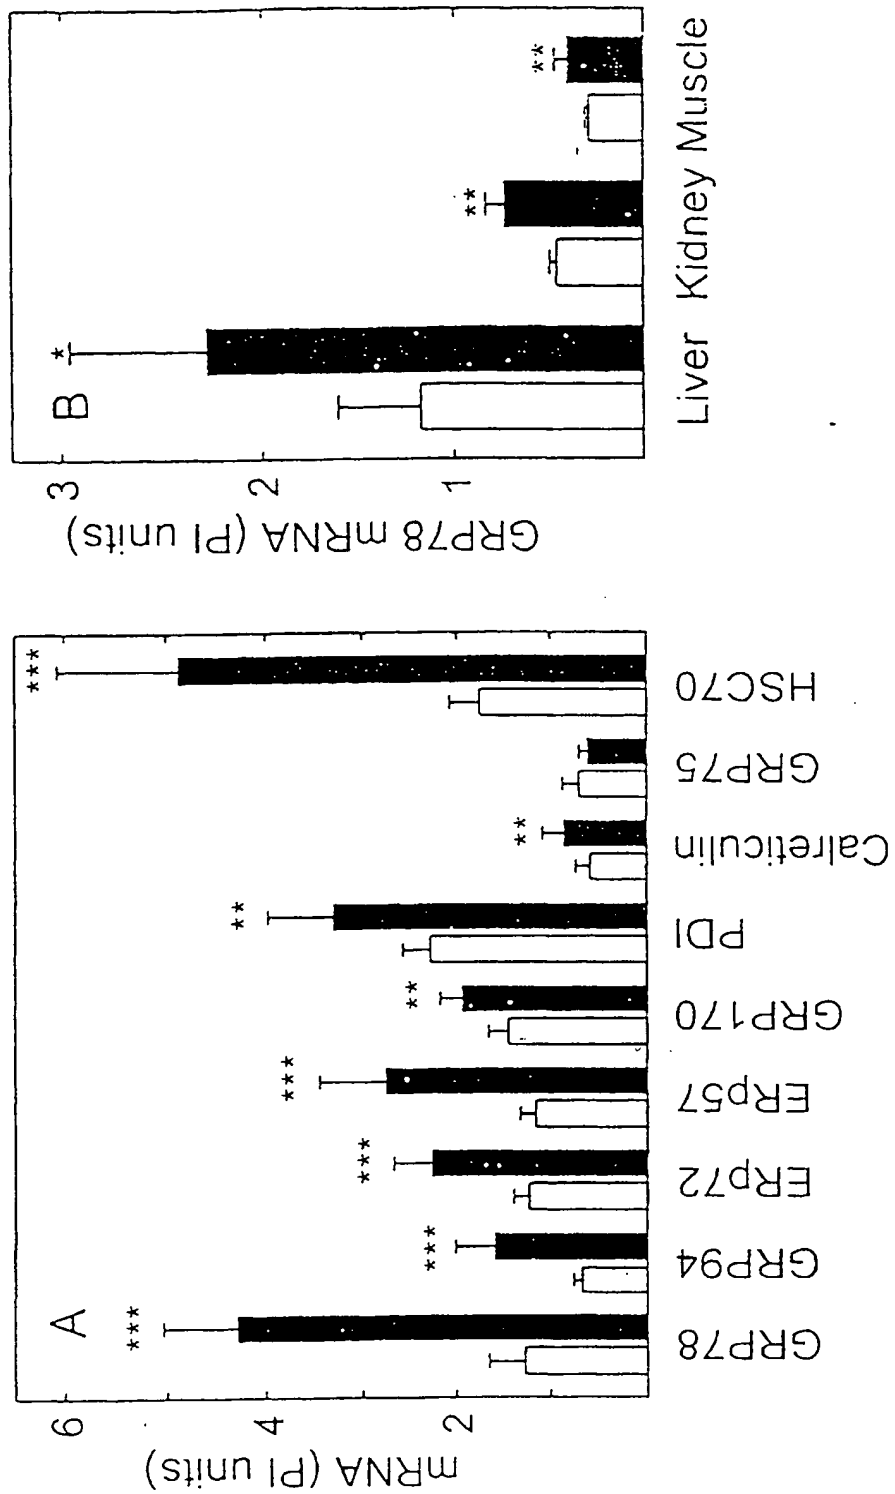 A
mRNA (PI units)
6
4
2
***
***
***
***
**
**
**
***
GRP78
GRP94
ERp72
ERp57
GRP170
PDI
Calreticulin
GRP75
HSC70
B
GRP78 mRNA (PI units)
3
2
1
*
**
**
Liver Kidney Muscle